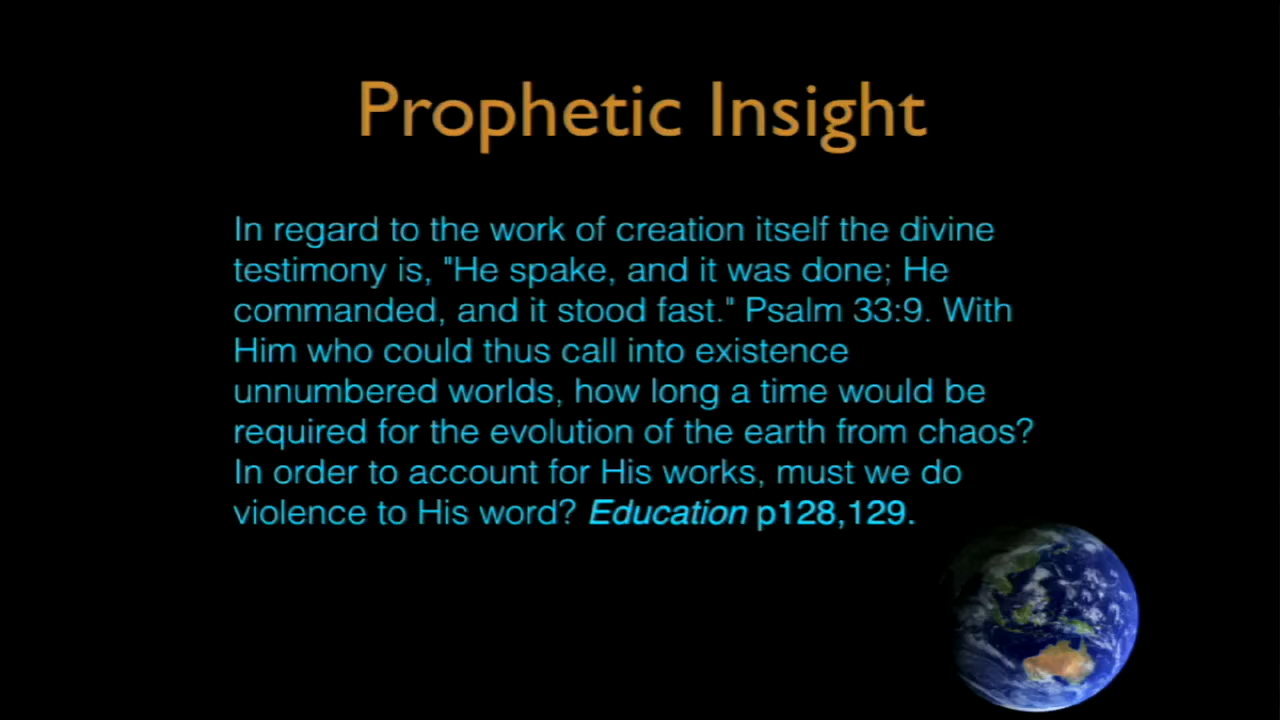 Prophetic Insight
In regard to the work of creation itself the divine
testimony is, "He spake, and it was done; He
commanded, and it stood fast." Psalm 33:9. With
Him who could thus call into existence
unnumbered worlds, how long a time would be
required for the evolution of the earth from chaos?
In order to account for His works, must we do
violence to His word? Education p128,129.